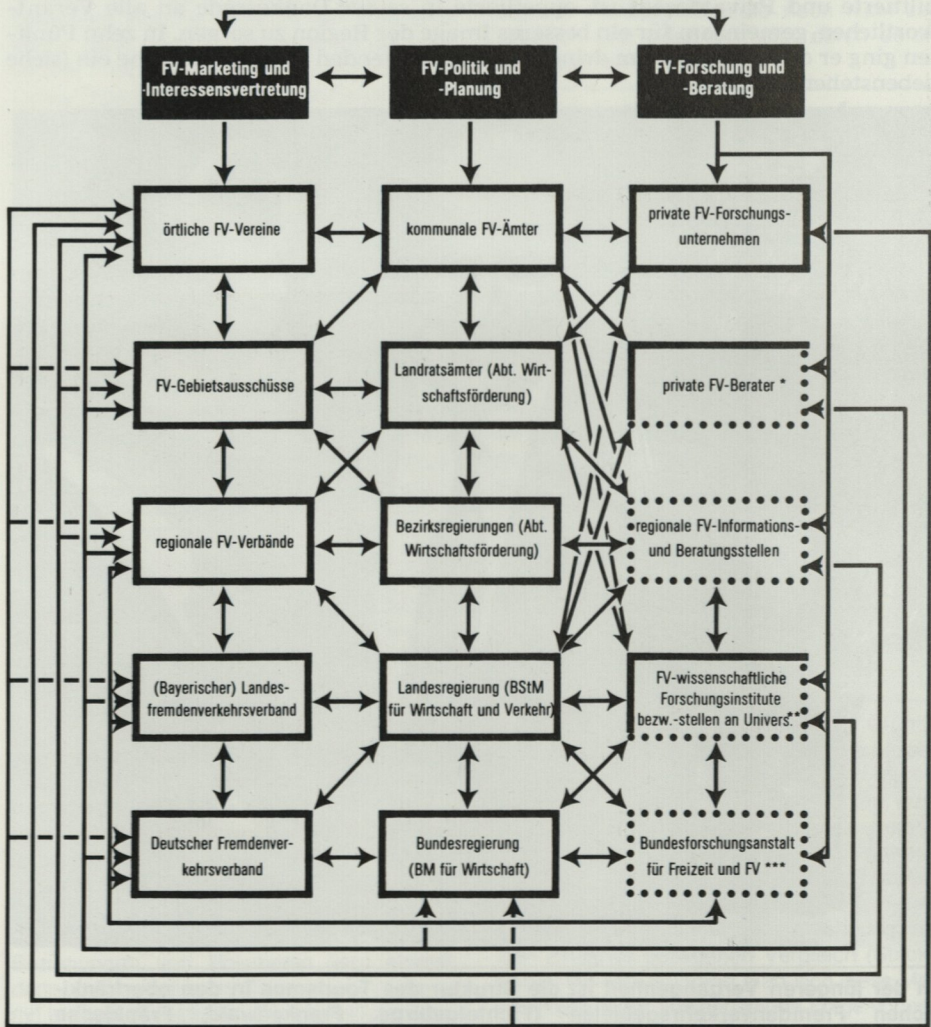 FV-Marketing und
-Interessensvertretung
FV-Politik und
-Planung
FV-Forschung und
-Beratung
örtliche FV-Vereine
kommunale FV-Ämter
private FV-Forschungs-
unternehmen
FV-Gebietsausschüsse
Landratsämter (Abt. Wirt-
schaftsförderung)
private FV-Berater *
regionale FV-Verbände
Bezirksregierungen (Abt.
Wirtschaftsförderung)
regionale FV-Informations-
und Beratungsstellen
(Bayerischer) Landes-
fremdenverkehrsverband
Landesregierung (BStM
für Wirtschaft und Verkehr)
FV-wissenschaftliche
Forschungsinstitute
bezw.-stellen an Univers.**
Deutscher Fremdenver-
kehrsverband
Bundesregierung
(BM für Wirtschaft)
Bundesforschungsanstalt
für Freizeit und FV ***